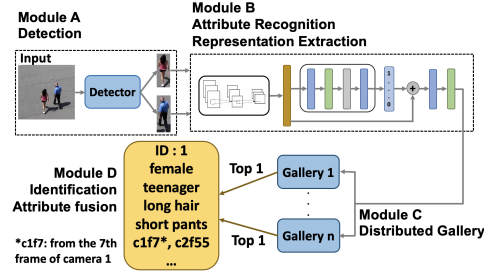 Module A
Detection
Module B
Attribute Recognition
Representation Extraction
Input
Detector
1
.
.
.
0
+
Module D
Identification
Attribute fusion
*c1f7: from the 7th
frame of camera 1
ID : 1
female
teenager
long hair
short pants
c1f7*, c2f55
...
Top 1
Top 1
Gallery 1
.
.
.
Gallery n
Module C
Distributed Gallery